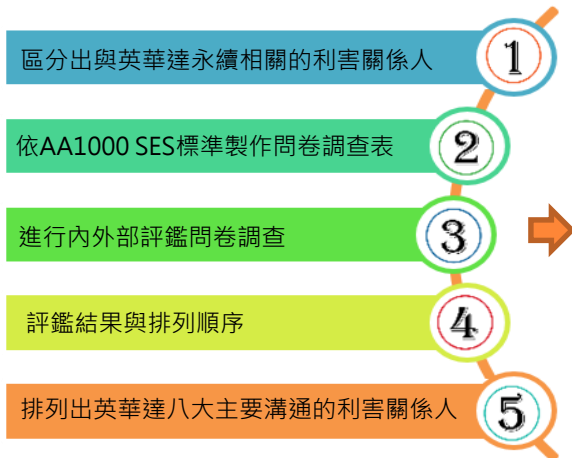 區分出與英華達永續相關的利害關係人
1
依AA1000 SES標準製作問卷調查表
2
進行內外部評鑑問卷調查
3
評鑑結果與排列順序
4
排列出英華達八大主要溝通的利害關係人
5